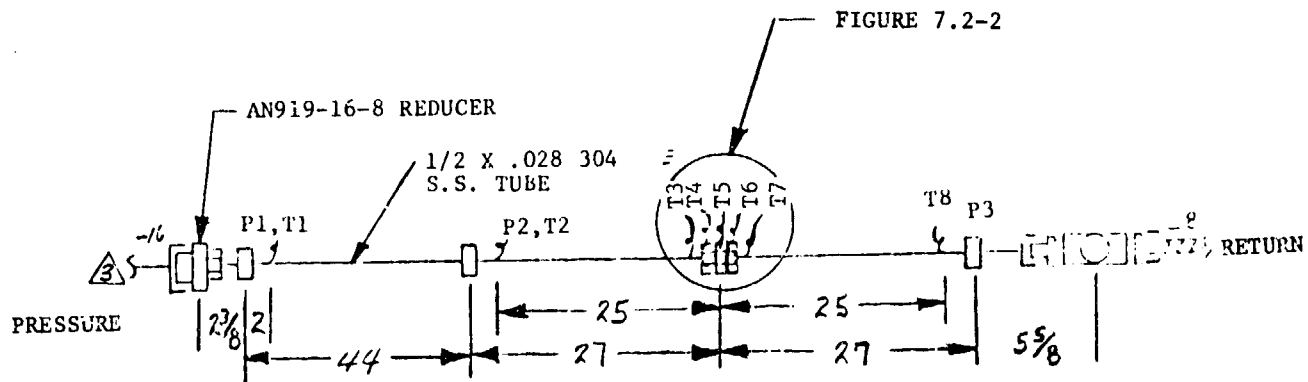 FIGURE 7.2-2
AN919-16-8 REDUCER
1/2 X .028 304
S.S. TUBE
T3
T4
T5
T6
T7
-16
P1,T1
P2,T2
T8
P3
-8
3
RETURN
PRESSURE
2 3/8
2
25
25
44
27
27
5 5/8